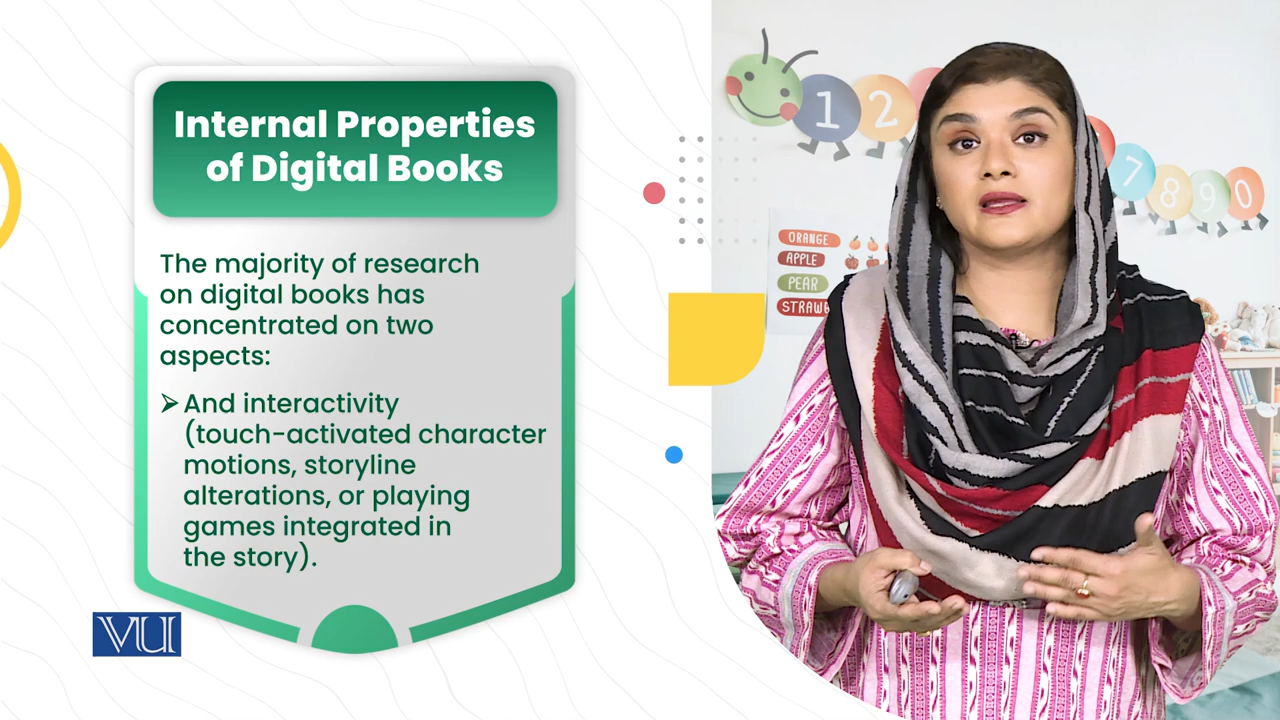 Internal Properties
of Digital Books
The majority of research
on digital books has
concentrated on two
aspects:
➢ And interactivity
(touch-activated character
motions, storyline
alterations, or playing
games integrated in
the story).
VU
1 2
7 8 9 0
ORANGE
APPLE
PEAR